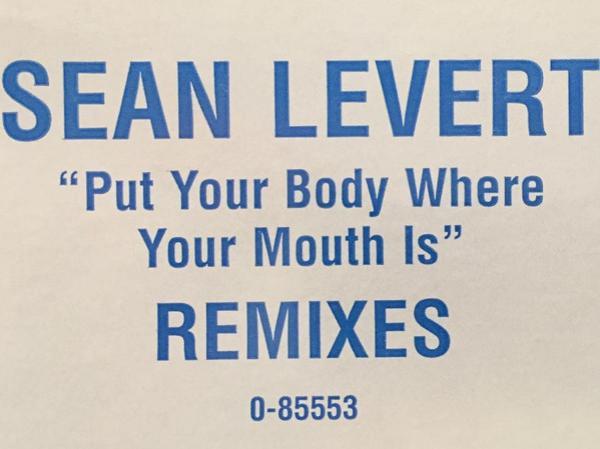 SEAN LEVERT
“Put Your Body Where
Your Mouth Is”
REMIXES
0-85553